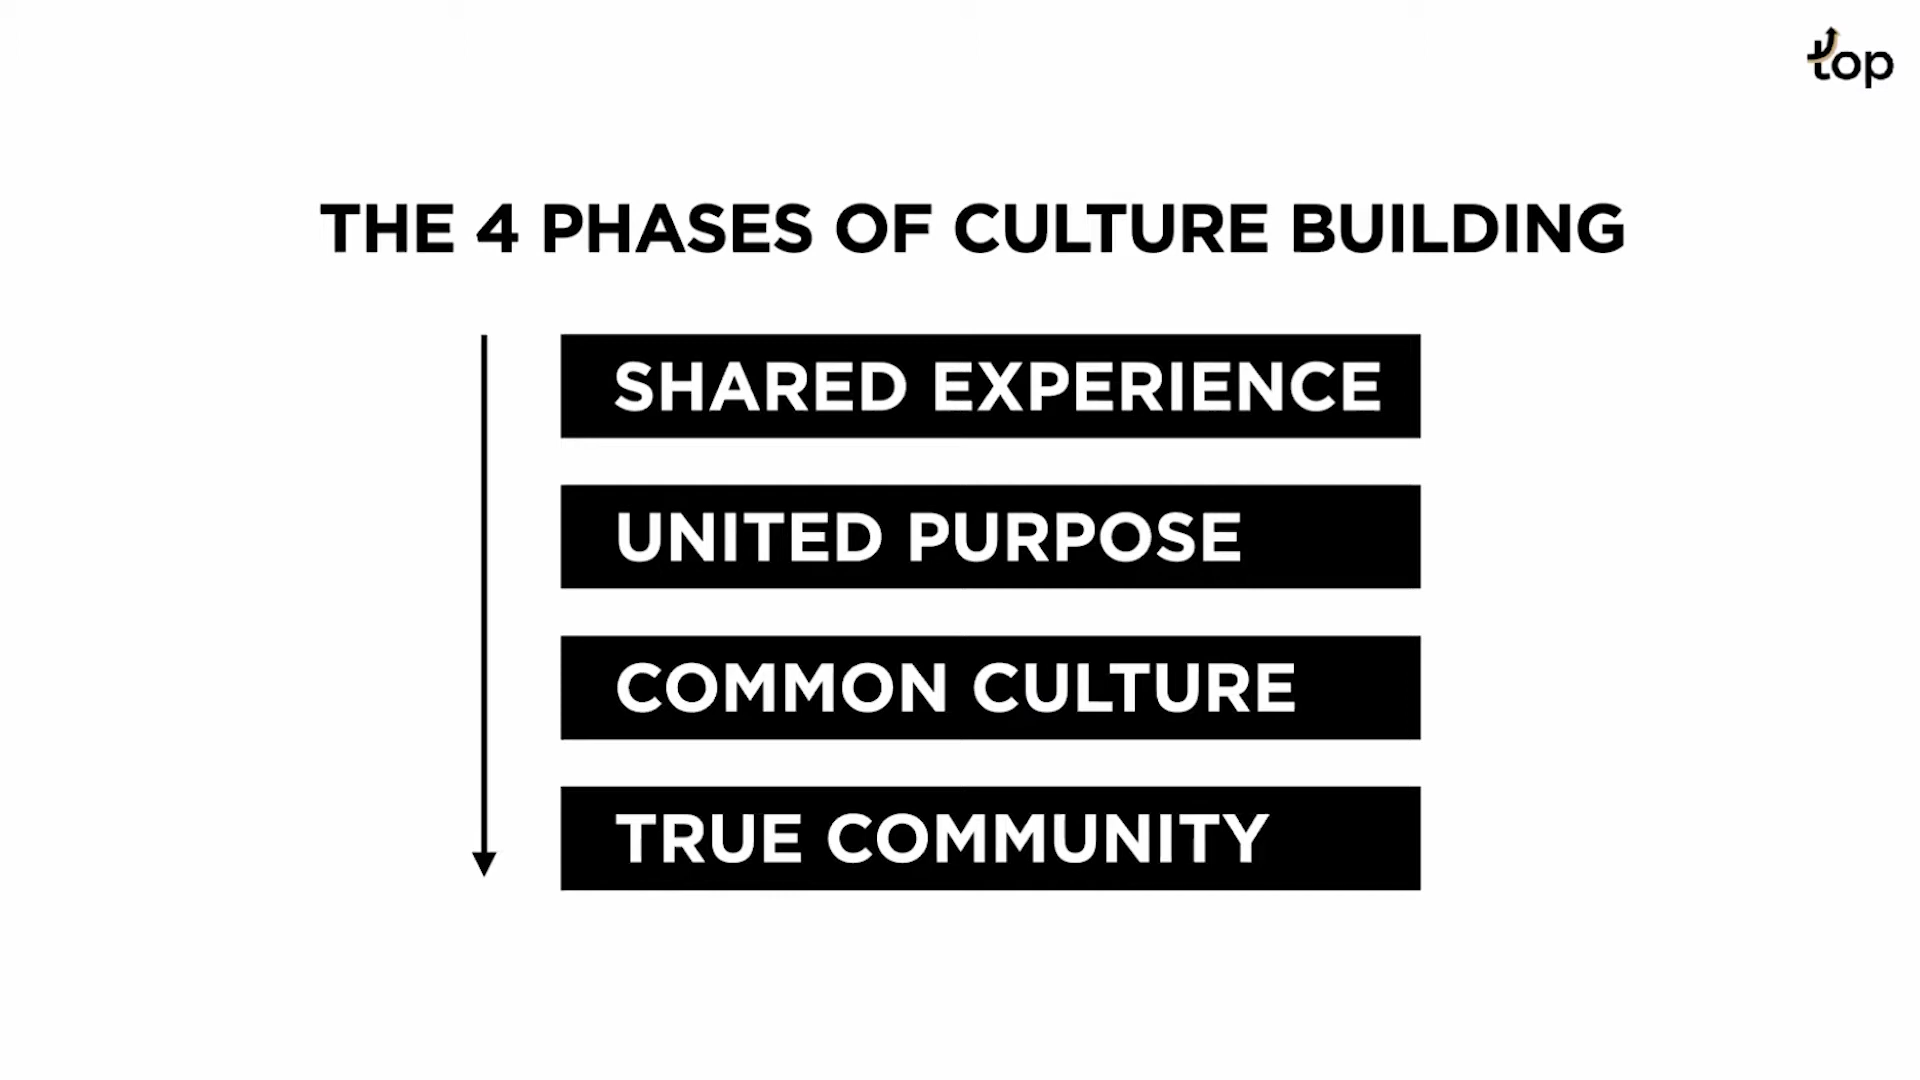 top
THE 4 PHASES OF CULTURE BUILDING
SHARED EXPERIENCE
UNITED PURPOSE
COMMON CULTURE
TRUE COMMUNITY